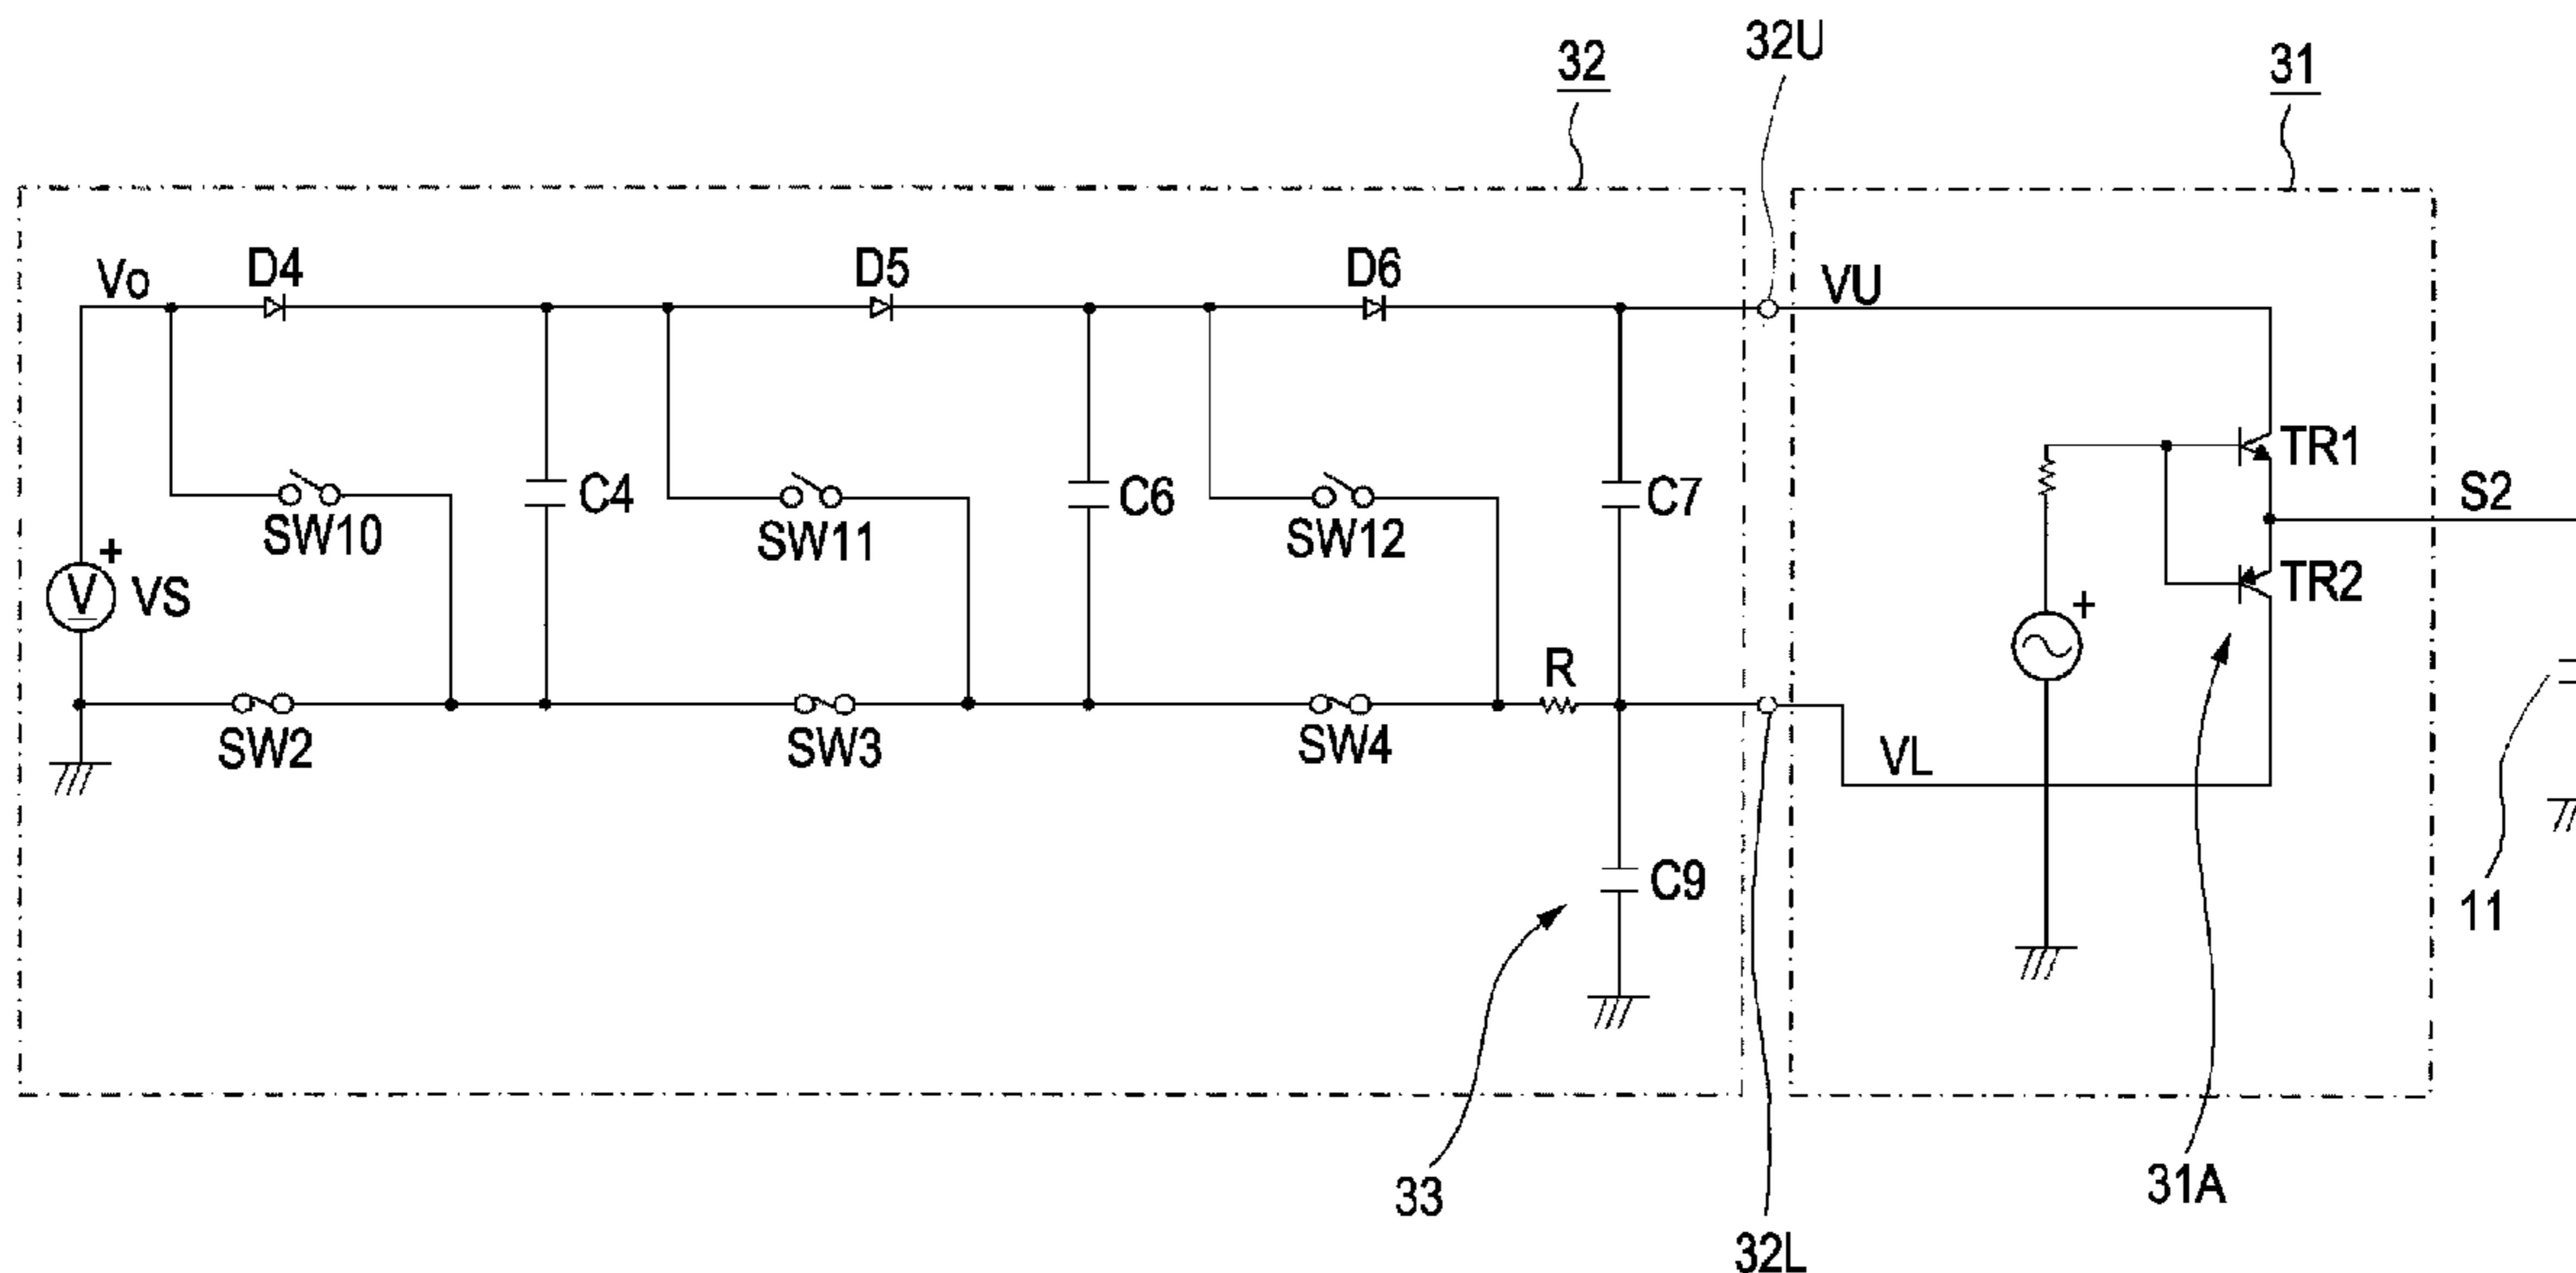 32U
32
31
Vo
D4
D5
D6
VU
TR1
C4
C6
C7
S2
SW10
SW11
SW12
+
V
VS
TR2
+
R
SW2
SW3
SW4
VL
C9
11
33
31A
32L